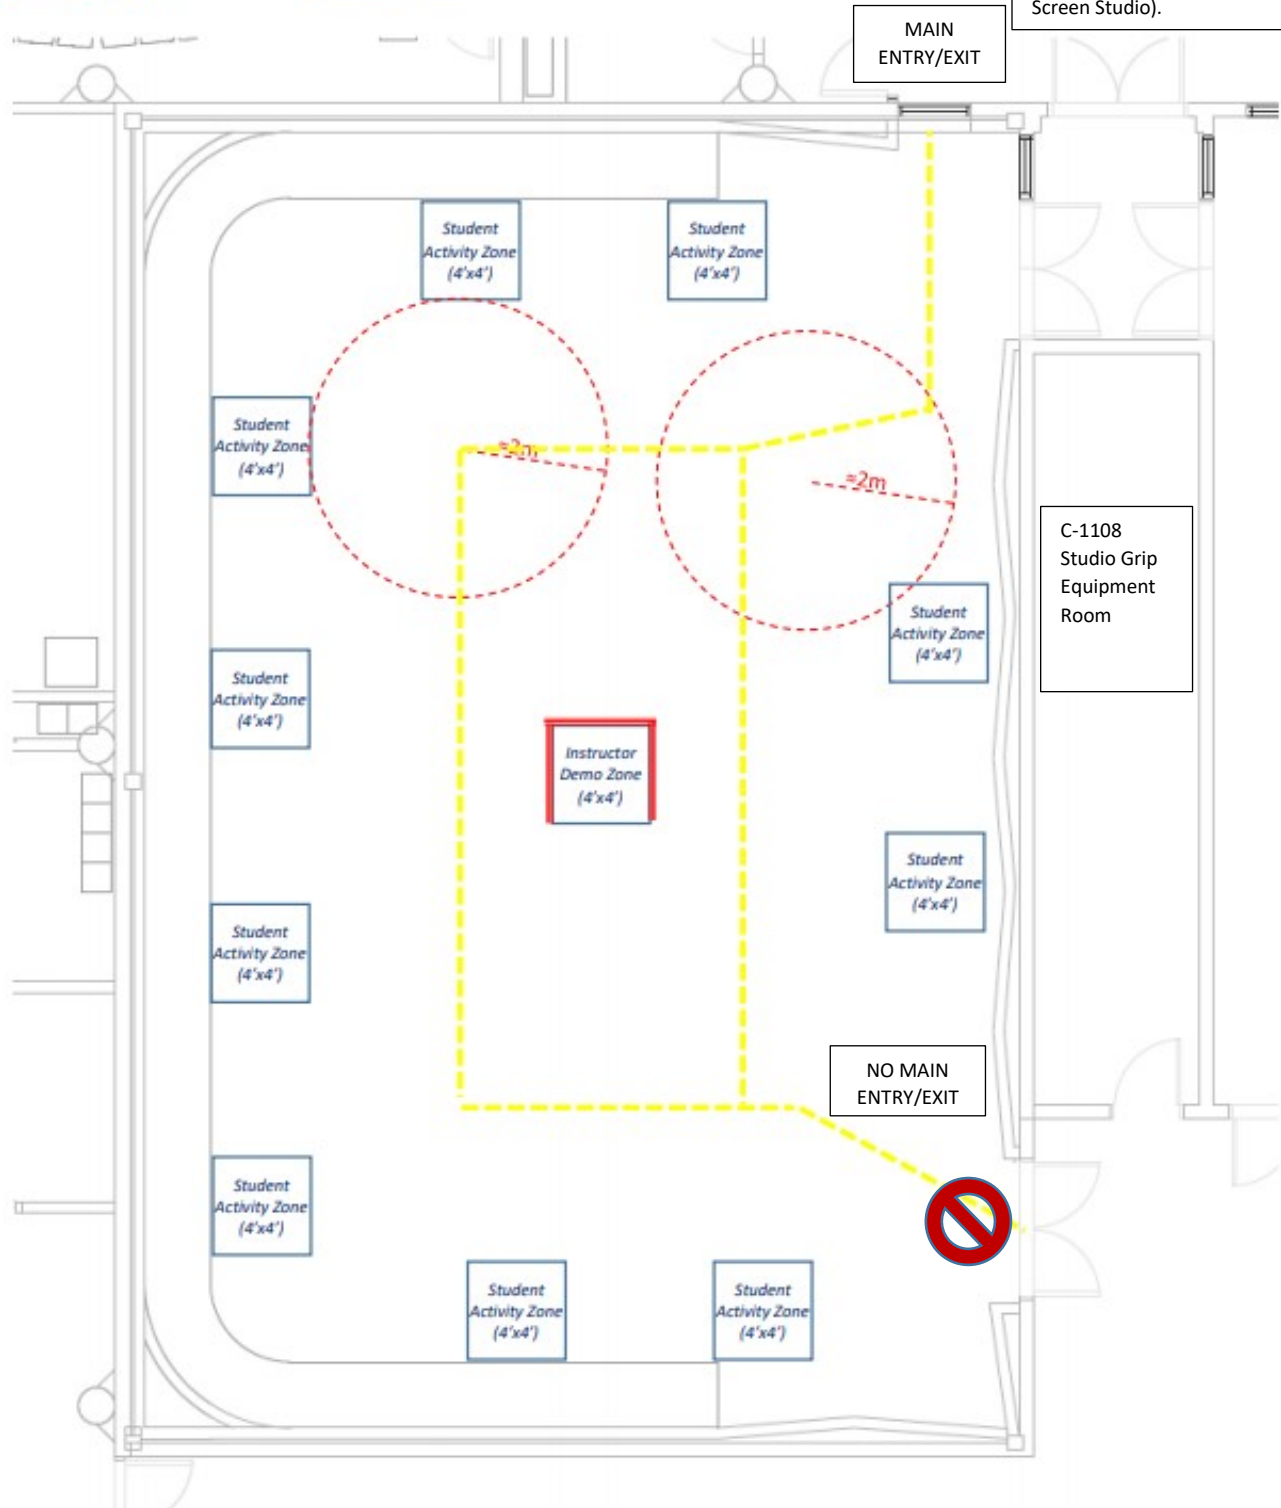 Screen Studio).
MAIN
ENTRY/EXIT
Student
Activity Zone
(4'x4')
Student
Activity Zone
(4'x4')
Student
Activity Zone
(4'x4')
≈2m
≈2m
C-1108
Studio Grip
Equipment
Room
Student
Activity Zone
(4'x4')
Student
Activity Zone
(4'x4')
Instructor
Demo Zone
(4'x4')
Student
Activity Zone
(4'x4')
Student
Activity Zone
(4'x4')
NO MAIN
ENTRY/EXIT
Student
Activity Zone
(4'x4')
Student
Activity Zone
(4'x4')
Student
Activity Zone
(4'x4')